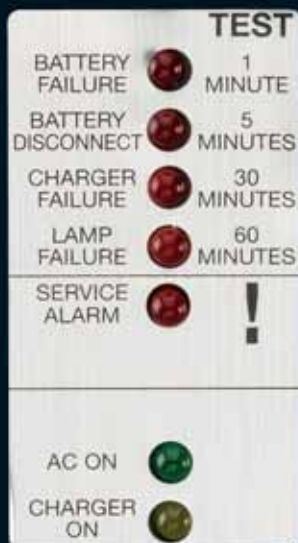 TEST
BATTERY FAILURE 1 MINUTE
BATTERY DISCONNECT 5 MINUTES
CHARGER FAILURE 30 MINUTES
LAMP FAILURE 60 MINUTES
SERVICE ALARM !
AC ON
CHARGER ON